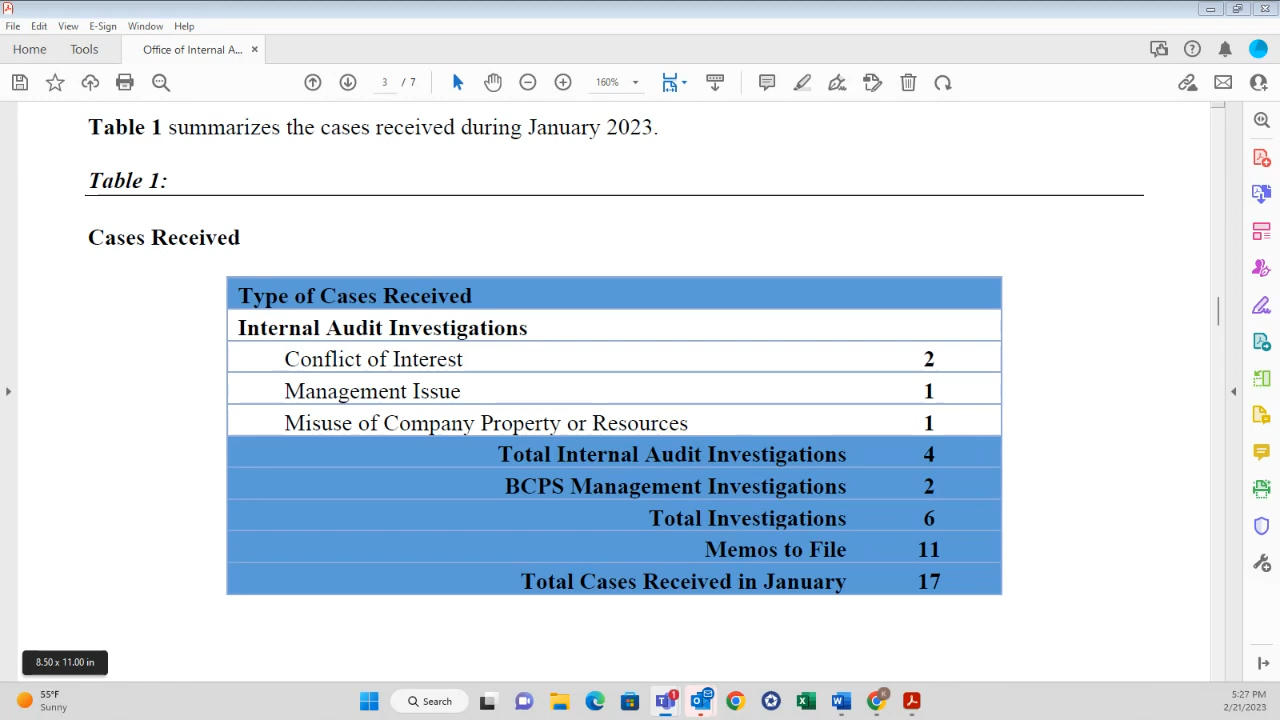 File Edit View E-Sign Window Help
Home Tools Office of Internal A... ×
3 / 7 160%
Table 1 summarizes the cases received during January 2023.
Table 1:
Cases Received
Type of Cases Received
Internal Audit Investigations
Conflict of Interest 2
Management Issue 1
Misuse of Company Property or Resources 1
Total Internal Audit Investigations 4
BCPS Management Investigations 2
Total Investigations 6
Memos to File 11
Total Cases Received in January 17
8.50 x 11.00 in
55°F
Sunny
Search
1
5:27 PM
2/21/2023